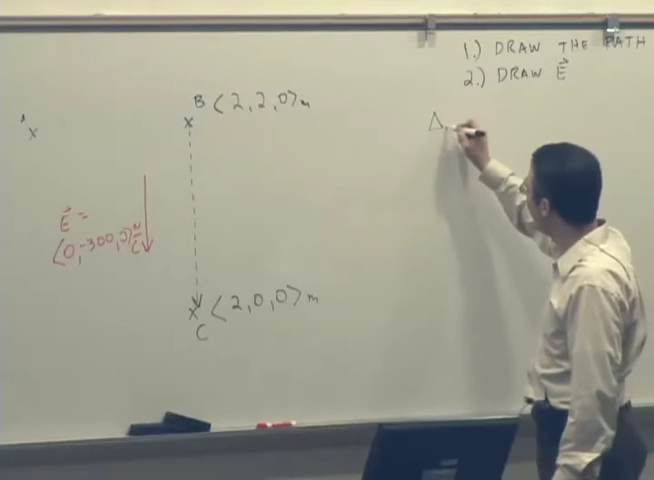 1.) DRAW THE PATH
2.) DRAW E⃗
Δ
A
x
B <2,2,0>m
x
E⃗ =
<0,-300,0> N/C
x <2,0,0>m
C